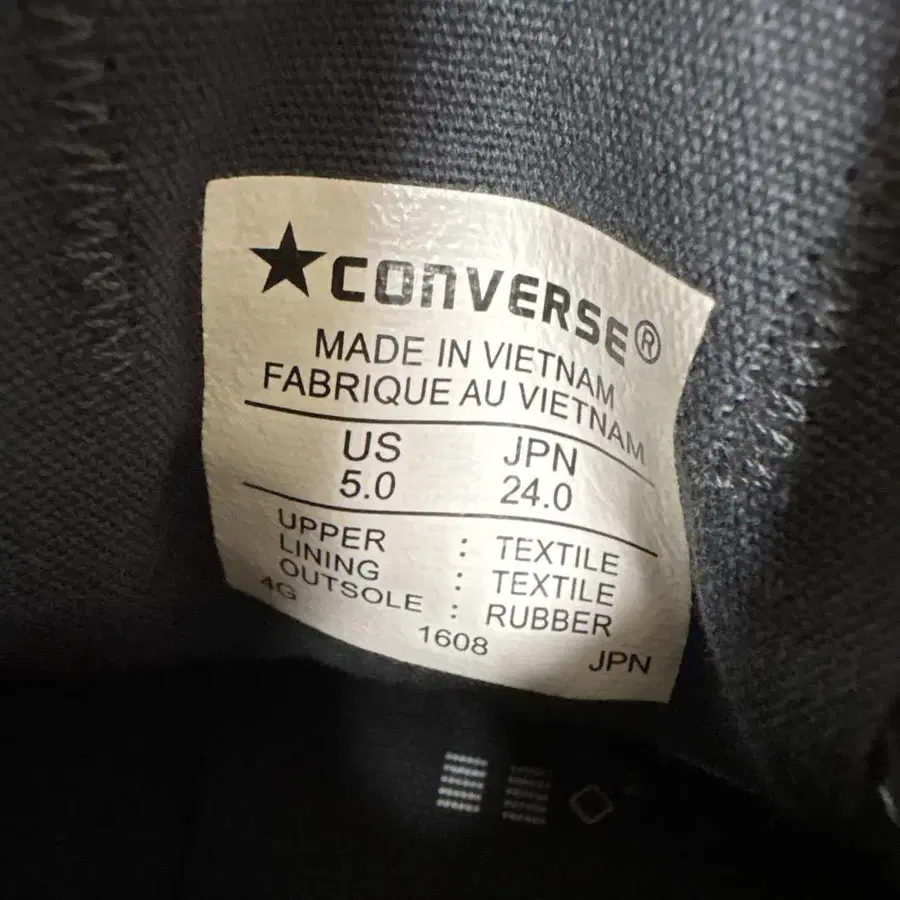 ★CONVERSE®
MADE IN VIETNAM
FABRIQUE AU VIETNAM
US JPN
5.0 24.0
UPPER : TEXTILE
LINING : TEXTILE
OUTSOLE : RUBBER
4G 1608 JPN